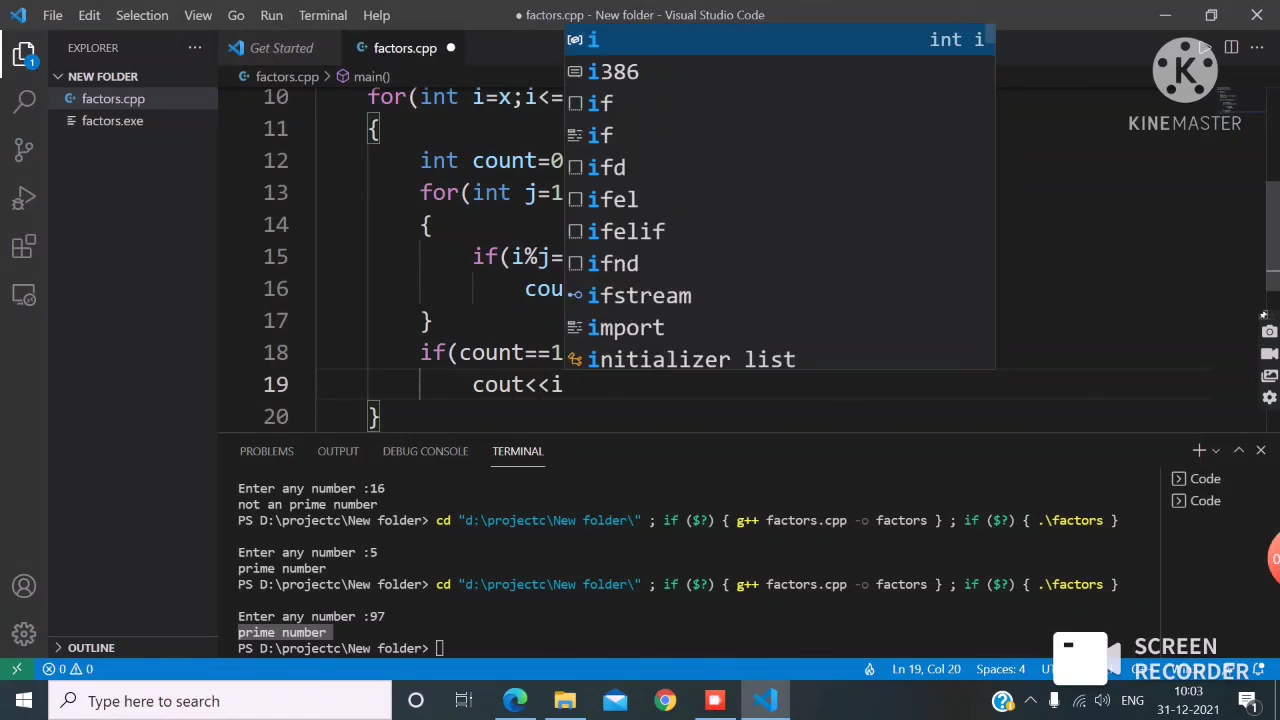 File Edit Selection View Go Run Terminal Help
● factors.cpp - New folder - Visual Studio Code
EXPLORER
NEW FOLDER
factors.cpp
factors.exe
OUTLINE
1
Get Started
factors.cpp
factors.cpp > main()
10 for(int i=x;i<=
11 {
12 int count=0
13 for(int j=1
14 {
15 if(i%j=
16 cou
17 }
18 if(count==1
19 cout<<i
20 }
i int i
i386
if
if
ifd
ifel
ifelif
ifnd
ifstream
import
initializer list
K
KINEMASTER
PROBLEMS OUTPUT DEBUG CONSOLE TERMINAL
Enter any number :16
not an prime number
PS D:\projectc\New folder> cd "d:\projectc\New folder\" ; if ($?) { g++ factors.cpp -o factors } ; if ($?) { .\factors }
Enter any number :5
prime number
PS D:\projectc\New folder> cd "d:\projectc\New folder\" ; if ($?) { g++ factors.cpp -o factors } ; if ($?) { .\factors }
Enter any number :97
prime number
PS D:\projectc\New folder>
Code
Code
SCREEN
RECORDER
0 0 Ln 19, Col 20 Spaces: 4
Type here to search
ENG
10:03
31-12-2021
1